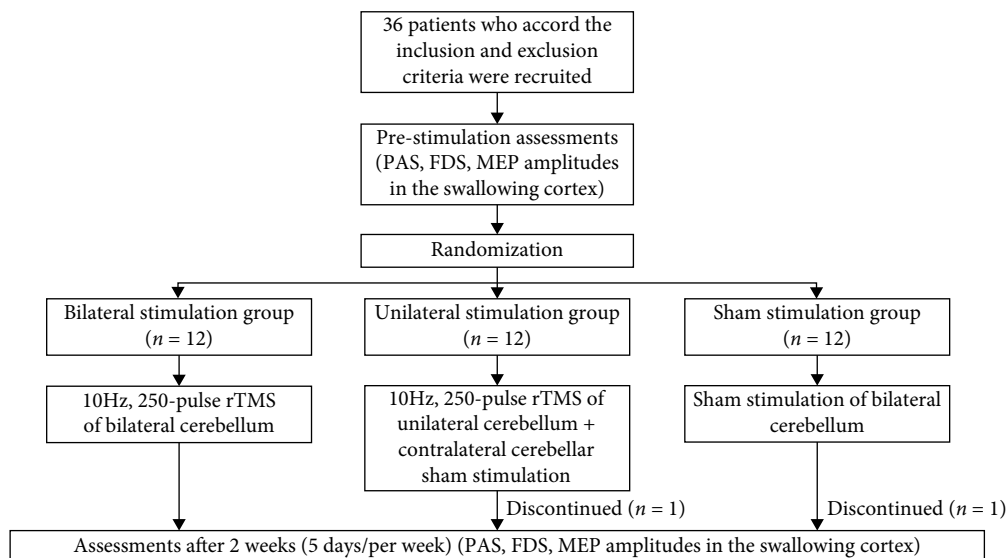 36 patients who accord the
inclusion and exclusion
criteria were recruited
Pre-stimulation assessments
(PAS, FDS, MEP amplitudes
in the swallowing cortex)
Randomization
Bilateral stimulation group
(n = 12)
Unilateral stimulation group
(n = 12)
Sham stimulation group
(n = 12)
10Hz, 250-pulse rTMS
of bilateral cerebellum
10Hz, 250-pulse rTMS of
unilateral cerebellum +
contralateral cerebellar
sham stimulation
Sham stimulation of bilateral
cerebellum
Discontinued (n = 1)
Discontinued (n = 1)
Assessments after 2 weeks (5 days/per week) (PAS, FDS, MEP amplitudes in the swallowing cortex)